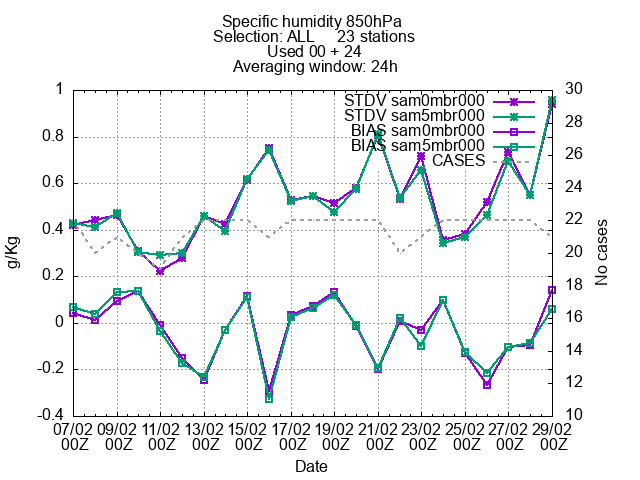 Specific humidity 850hPa
Selection: ALL 23 stations
Used 00 + 24
Averaging window: 24h
STDV sam0mbr000
STDV sam5mbr000
BIAS sam0mbr000
BIAS sam5mbr000
CASES
1
0.8
0.6
0.4
0.2
0
-0.2
-0.4
g/Kg
30
28
26
24
22
20
18
16
14
12
10
No cases
07/02 09/02 11/02 13/02 15/02 17/02 19/02 21/02 23/02 25/02 27/02 29/02
00Z 00Z 00Z 00Z 00Z 00Z 00Z 00Z 00Z 00Z 00Z 00Z
Date